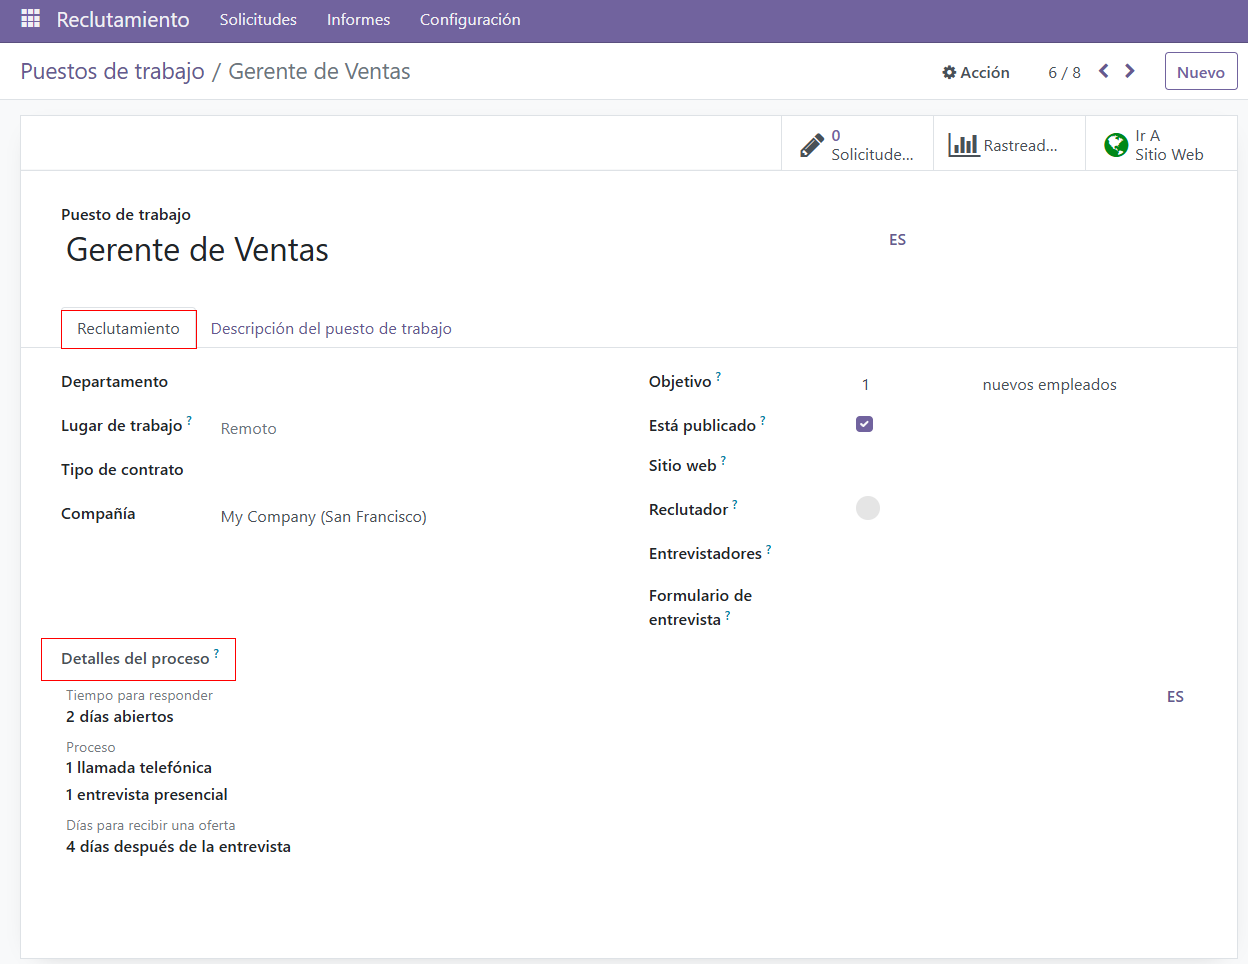 Reclutamiento Solicitudes Informes Configuración
Puestos de trabajo / Gerente de Ventas Acción 6 / 8 Nuevo
0
Solicitude...
Rastread...
Ir A
Sitio Web
Puesto de trabajo
Gerente de Ventas ES
Reclutamiento Descripción del puesto de trabajo
Departamento
Lugar de trabajo ? Remoto
Tipo de contrato
Compañía My Company (San Francisco)
Objetivo ? 1 nuevos empleados
Está publicado ?
Sitio web ?
Reclutador ?
Entrevistadores ?
Formulario de
entrevista ?
Detalles del proceso ?
Tiempo para responder ES
2 días abiertos
Proceso
1 llamada telefónica
1 entrevista presencial
Días para recibir una oferta
4 días después de la entrevista